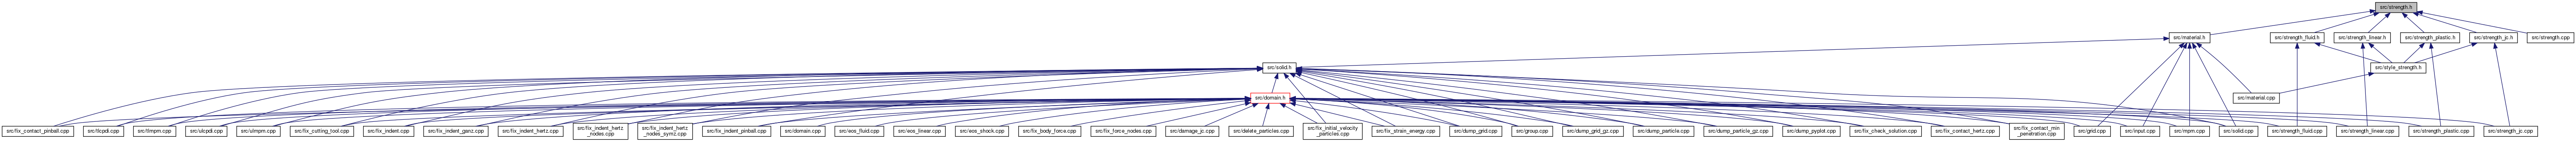 src/strength.h
src/material.h
src/strength_fluid.h
src/strength_linear.h
src/strength_plastic.h
src/strength_jc.h
src/strength.cpp
src/solid.h
src/style_strength.h
src/domain.h
src/material.cpp
src/fix_contact_pinball.cpp
src/tlcpdi.cpp
src/tlmpm.cpp
src/ulcpdi.cpp
src/ulmpm.cpp
src/fix_cutting_tool.cpp
src/fix_indent.cpp
src/fix_indent_ganz.cpp
src/fix_indent_hertz.cpp
src/fix_indent_hertz
_nodes.cpp
src/fix_indent_hertz
_nodes_symz.cpp
src/fix_indent_pinball.cpp
src/domain.cpp
src/eos_fluid.cpp
src/eos_linear.cpp
src/eos_shock.cpp
src/fix_body_force.cpp
src/fix_force_nodes.cpp
src/damage_jc.cpp
src/delete_particles.cpp
src/fix_initial_velocity
_particles.cpp
src/fix_strain_energy.cpp
src/dump_grid.cpp
src/group.cpp
src/dump_grid_gz.cpp
src/dump_particle.cpp
src/dump_particle_gz.cpp
src/dump_pyplot.cpp
src/fix_check_solution.cpp
src/fix_contact_hertz.cpp
src/fix_contact_min
_penetration.cpp
src/grid.cpp
src/input.cpp
src/mpm.cpp
src/solid.cpp
src/strength_fluid.cpp
src/strength_linear.cpp
src/strength_plastic.cpp
src/strength_jc.cpp